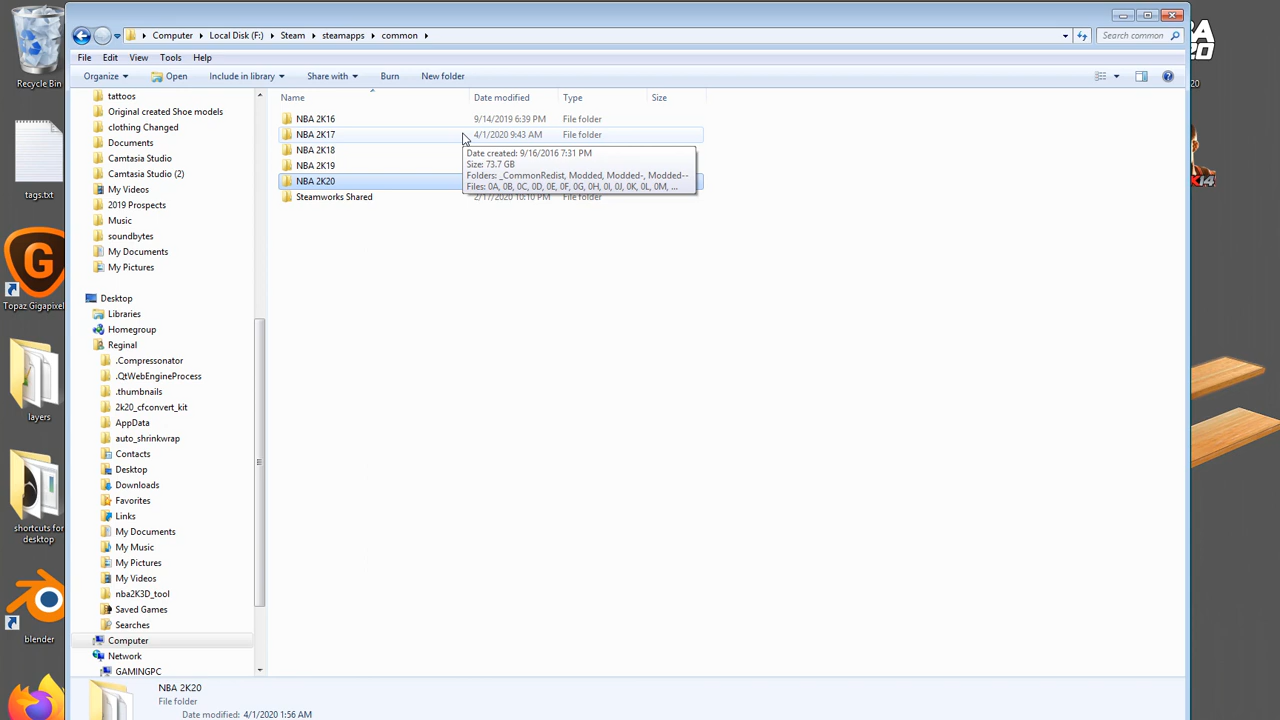 Recycle Bin
tags.txt
Topaz Gigapixel
layers
shortcuts for
desktop
blender
20
2K14
Computer
Local Disk (F:)
Steam
steamapps
common
Search common
File
Edit
View
Tools
Help
Organize
Open
Include in library
Share with
Burn
New folder
tattoos
Original created Shoe models
clothing Changed
Documents
Camtasia Studio
Camtasia Studio (2)
My Videos
2019 Prospects
Music
soundbytes
My Documents
My Pictures
Desktop
Libraries
Homegroup
Reginal
.Compressonator
.QtWebEngineProcess
.thumbnails
2k20_cfconvert_kit
AppData
auto_shrinkwrap
Contacts
Desktop
Downloads
Favorites
Links
My Documents
My Music
My Pictures
My Videos
nba2K3D_tool
Saved Games
Searches
Computer
Network
GAMINGPC
Name Date modified Type Size
NBA 2K16 9/14/2019 6:39 PM File folder
NBA 2K17 4/1/2020 9:43 AM File folder
NBA 2K18
NBA 2K19
NBA 2K20
Steamworks Shared 2/17/2020 10:10 PM File folder
Date created: 9/16/2016 7:31 PM
Size: 73.7 GB
Folders: _CommonRedist, Modded, Modded-, Modded--
Files: 0A, 0B, 0C, 0D, 0E, 0F, 0G, 0H, 0I, 0J, 0K, 0L, 0M, ...
NBA 2K20
File folder
Date modified: 4/1/2020 1:56 AM